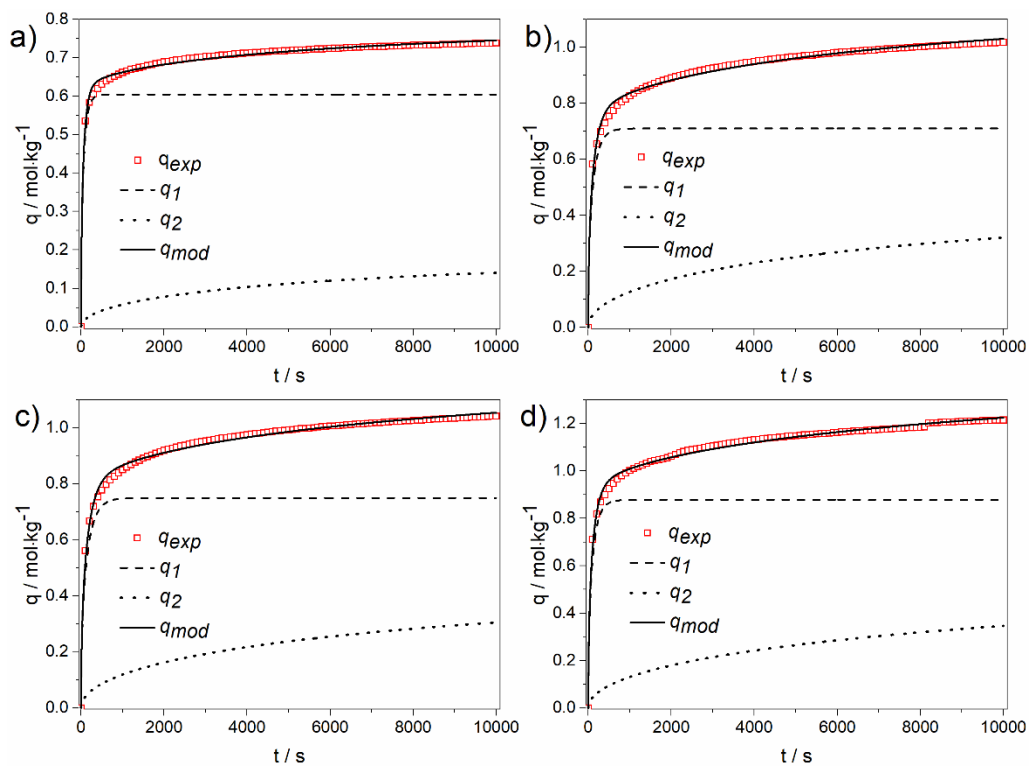 a)
0.8
0.7
0.6
0.5
0.4
0.3
0.2
0.1
0.0
q / mol·kg⁻¹
q_exp
q_1
q_2
q_mod
0 2000 4000 6000 8000 10000
t / s
b)
1.0
0.8
0.6
0.4
0.2
0.0
q / mol·kg⁻¹
q_exp
q_1
q_2
q_mod
0 2000 4000 6000 8000 10000
t / s
c)
1.0
0.8
0.6
0.4
0.2
0.0
q / mol·kg⁻¹
q_exp
q_1
q_2
q_mod
0 2000 4000 6000 8000 10000
t / s
d)
1.2
1.0
0.8
0.6
0.4
0.2
0.0
q / mol·kg⁻¹
q_exp
q_1
q_2
q_mod
0 2000 4000 6000 8000 10000
t / s